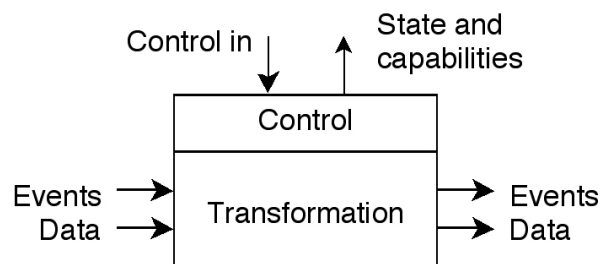 Control in
State and
capabilities
Control
Events
Data
Transformation
Events
Data